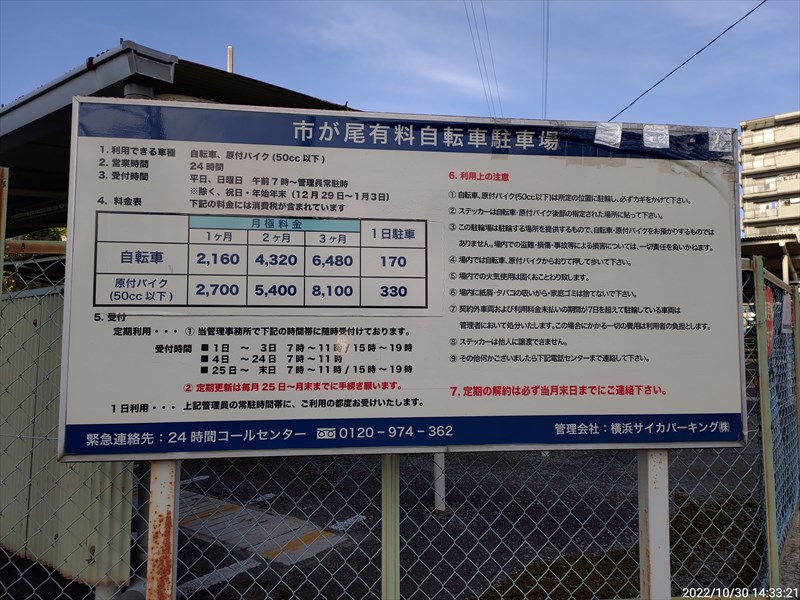 市が尾有料自転車駐車場
1. 利用できる車種 自転車、原付バイク (50cc 以下)
2. 営業時間 24時間
3. 受付時間 平日、日曜日 午前7時～管理員常駐時
※除く、祝日・年始年末（12月29日～1月3日）
4. 料金表 下記の料金には消費税が含まれています
月極料金
1ヶ月 2ヶ月 3ヶ月 1日駐車
自転車 2,160 4,320 6,480 170
原付バイク (50cc 以下) 2,700 5,400 8,100 330
5. 受付
定期利用・・・① 当管理事務所で下記の時間帯に随時受付ております。
受付時間 ■1日 ～ 3日 7時～11時/15時～19時
■4日 ～24日 7時～11時
■25日～ 末日 7時～11時/15時～19時
② 定期更新は毎月25日～月末までに手続き願います。
1日利用・・・上記管理員の常駐時間帯に、ご利用の都度お受けいたします。
6. 利用上の注意
① 自転車、原付バイク(50cc以下)は所定の位置に駐輪し、必ずカギをかけて下さい。
② ステッカーは自転車・原付バイク後部の指定された場所に貼って下さい。
③ この駐輪場は駐輪する場所を提供するもので、自転車・原付バイクをお預かりするものでは
ありません。場内での盗難・損傷・事故等による損害については、一切責任を負いかねます。
④ 場内では自転車、原付バイクからおりて押して歩いて下さい。
⑤ 場内での火気使用は固くおことわり致します。
⑥ 場内に紙屑・タバコの吸いがら・家庭ゴミは捨てないで下さい。
⑦ 契約外車両および利用料金未払いの期間が7日を超えて駐輪している車両は
管理者において処分いたします。この場合にかかる一切の費用は利用者の負担とします。
⑧ ステッカーは他人に譲渡できません。
⑨ その他何かございましたら下記電話センターまで連絡して下さい。
7. 定期の解約は必ず当月末日までにご連絡下さい。
緊急連絡先：24時間コールセンター 0120－974－362
管理会社：横浜サイカパーキング㈱
2022/10/30 14:33:21